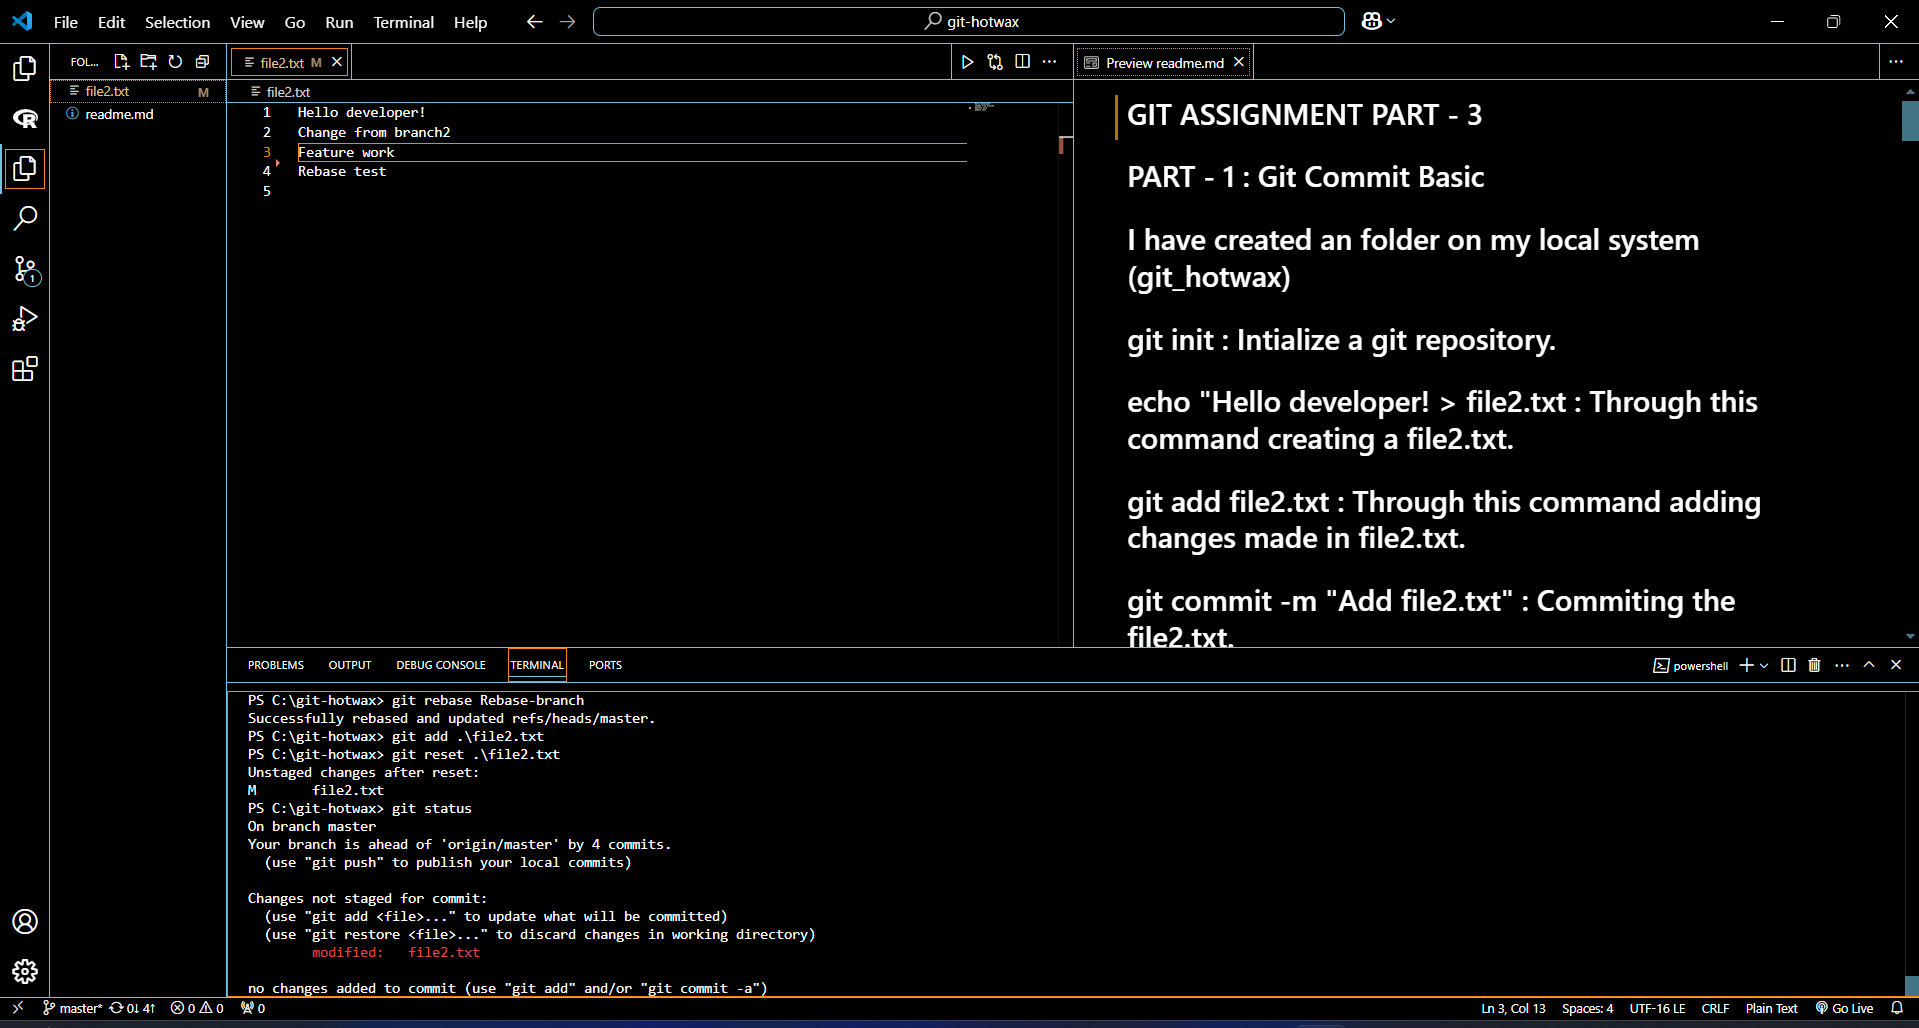 File Edit Selection View Go Run Terminal Help
git-hotwax
FOL...
file2.txt M
Preview readme.md
file2.txt M
readme.md
file2.txt
1 Hello developer!
2 Change from branch2
3 Feature work
4 Rebase test
5
GIT ASSIGNMENT PART - 3
PART - 1 : Git Commit Basic
I have created an folder on my local system
(git_hotwax)
git init : Intialize a git repository.
echo "Hello developer! > file2.txt : Through this
command creating a file2.txt.
git add file2.txt : Through this command adding
changes made in file2.txt.
git commit -m "Add file2.txt" : Commiting the
file2.txt.
1
PROBLEMS OUTPUT DEBUG CONSOLE TERMINAL PORTS
powershell
PS C:\git-hotwax> git rebase Rebase-branch
Successfully rebased and updated refs/heads/master.
PS C:\git-hotwax> git add .\file2.txt
PS C:\git-hotwax> git reset .\file2.txt
Unstaged changes after reset:
M       file2.txt
PS C:\git-hotwax> git status
On branch master
Your branch is ahead of 'origin/master' by 4 commits.
  (use "git push" to publish your local commits)
Changes not staged for commit:
  (use "git add <file>..." to update what will be committed)
  (use "git restore <file>..." to discard changes in working directory)
        modified:   file2.txt
no changes added to commit (use "git add" and/or "git commit -a")
master* 0↓ 4↑ 0 0 0
Ln 3, Col 13 Spaces: 4 UTF-16 LE CRLF Plain Text Go Live